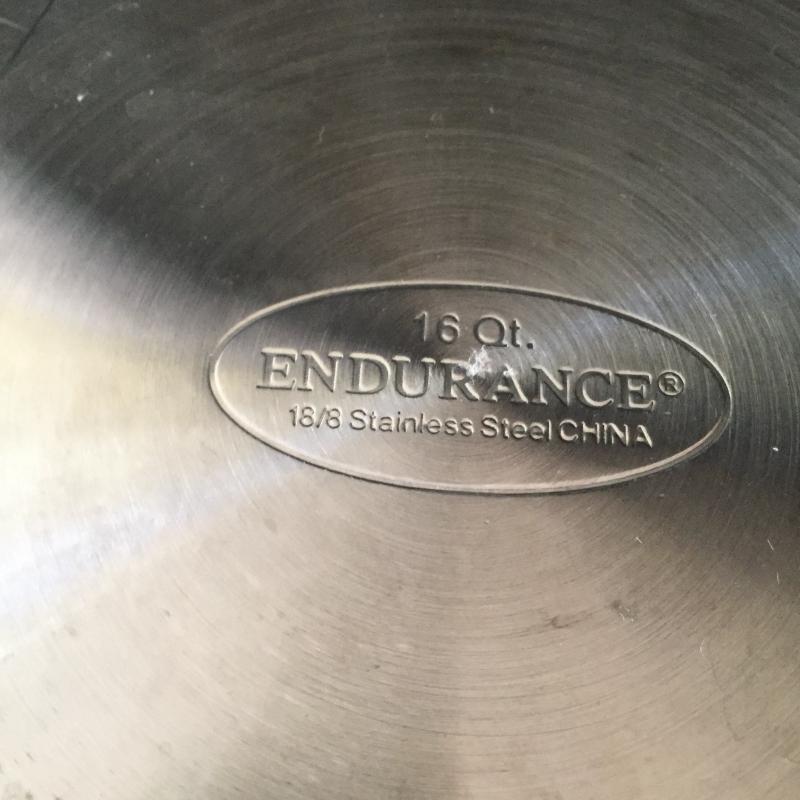 16 Qt.
ENDURANCE®
18/8 Stainless Steel CHINA